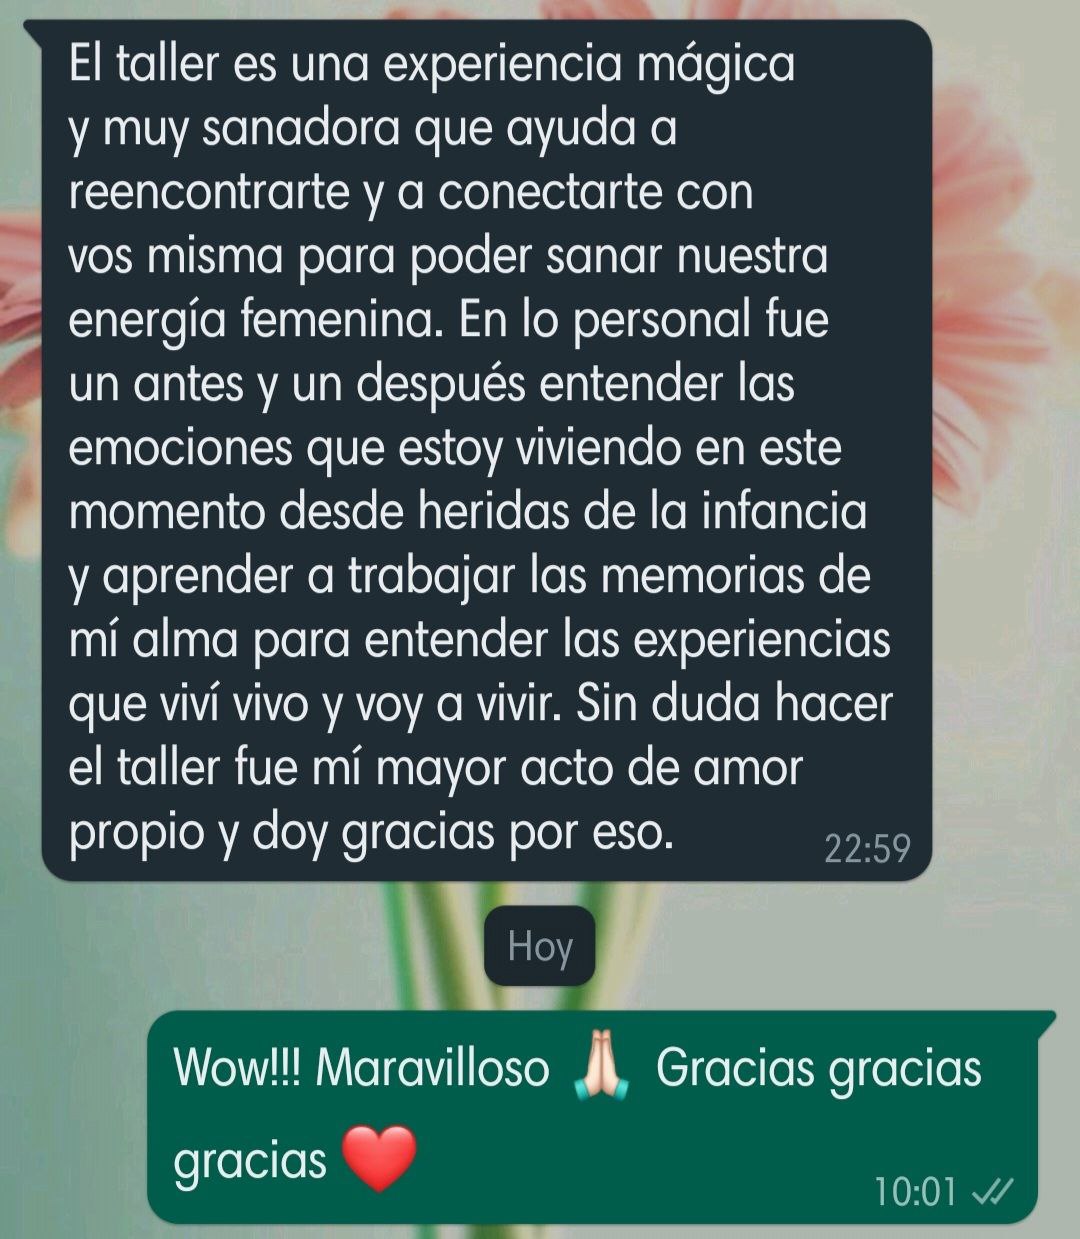 El taller es una experiencia mágica
y muy sanadora que ayuda a
reencontrarte y a conectarte con
vos misma para poder sanar nuestra
energía femenina. En lo personal fue
un antes y un después entender las
emociones que estoy viviendo en este
momento desde heridas de la infancia
y aprender a trabajar las memorias de
mí alma para entender las experiencias
que viví vivo y voy a vivir. Sin duda hacer
el taller fue mí mayor acto de amor
propio y doy gracias por eso.
22:59
Hoy
Wow!!! Maravilloso 🙏🏻 Gracias gracias
gracias ❤️
10:01